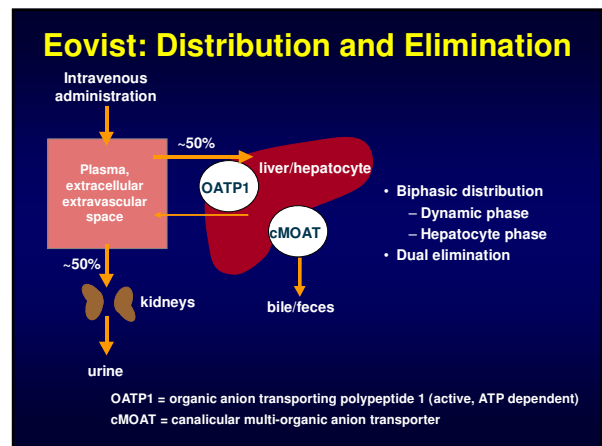 Eovist: Distribution and Elimination
Intravenous
administration
~50%
Plasma,
extracellular
extravascular
space
liver/hepatocyte
OATP1
cMOAT
• Biphasic distribution
– Dynamic phase
– Hepatocyte phase
• Dual elimination
~50%
kidneys
bile/feces
urine
OATP1 = organic anion transporting polypeptide 1 (active, ATP dependent)
cMOAT = canalicular multi-organic anion transporter